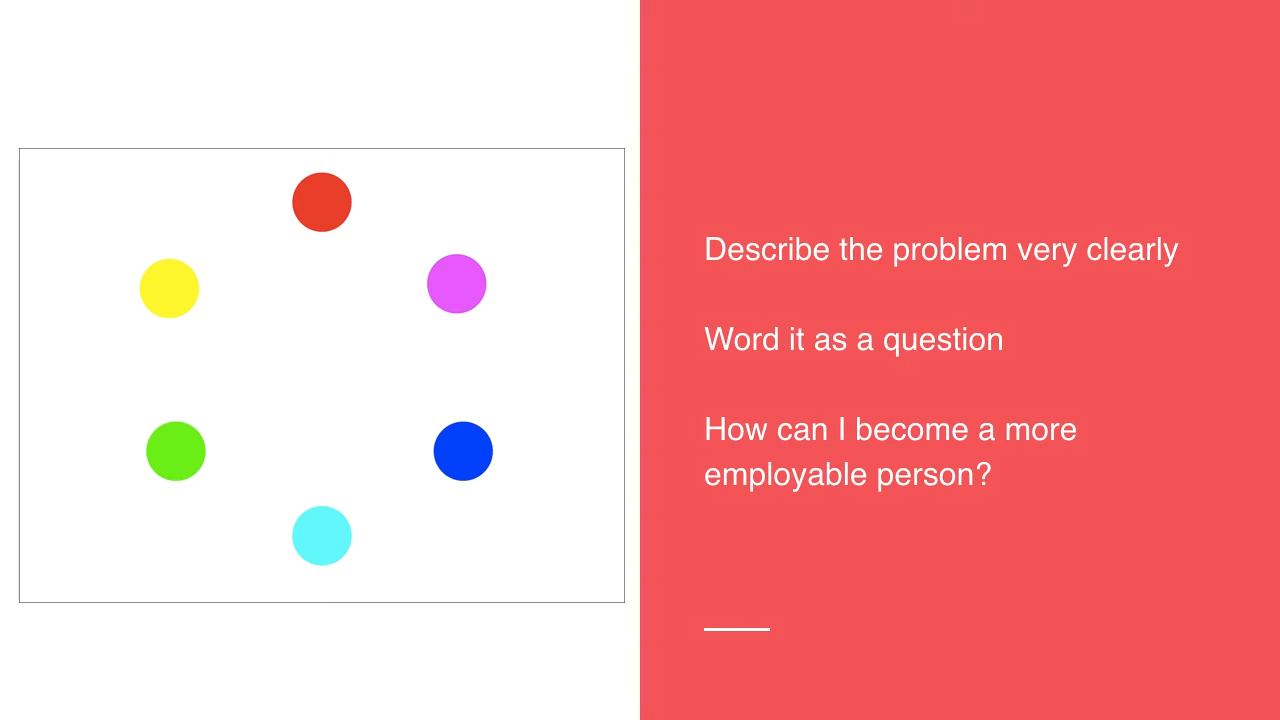 Describe the problem very clearly
Word it as a question
How can I become a more
employable person?